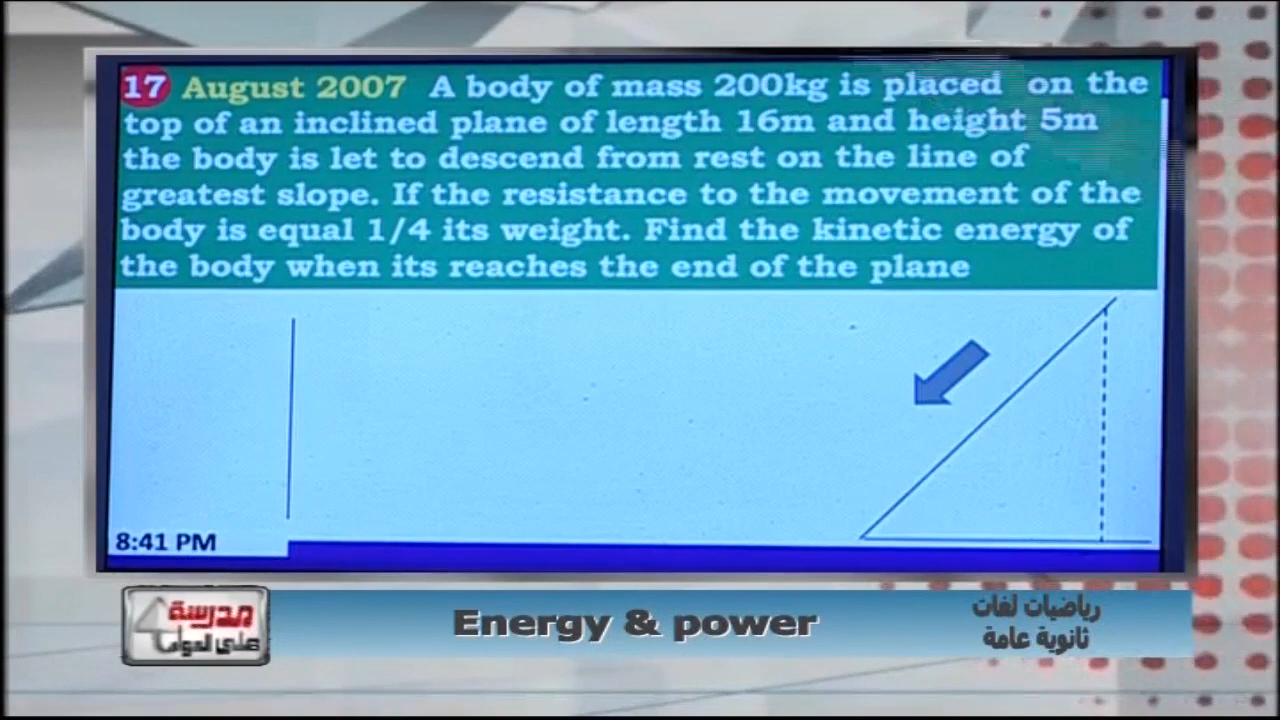 17 August 2007 A body of mass 200kg is placed on the
top of an inclined plane of length 16m and height 5m
the body is let to descend from rest on the line of
greatest slope. If the resistance to the movement of the
body is equal 1/4 its weight. Find the kinetic energy of
the body when its reaches the end of the plane
8:41 PM
مدرسة
على الهواء
Energy & power
رياضيات لغات
ثانوية عامة